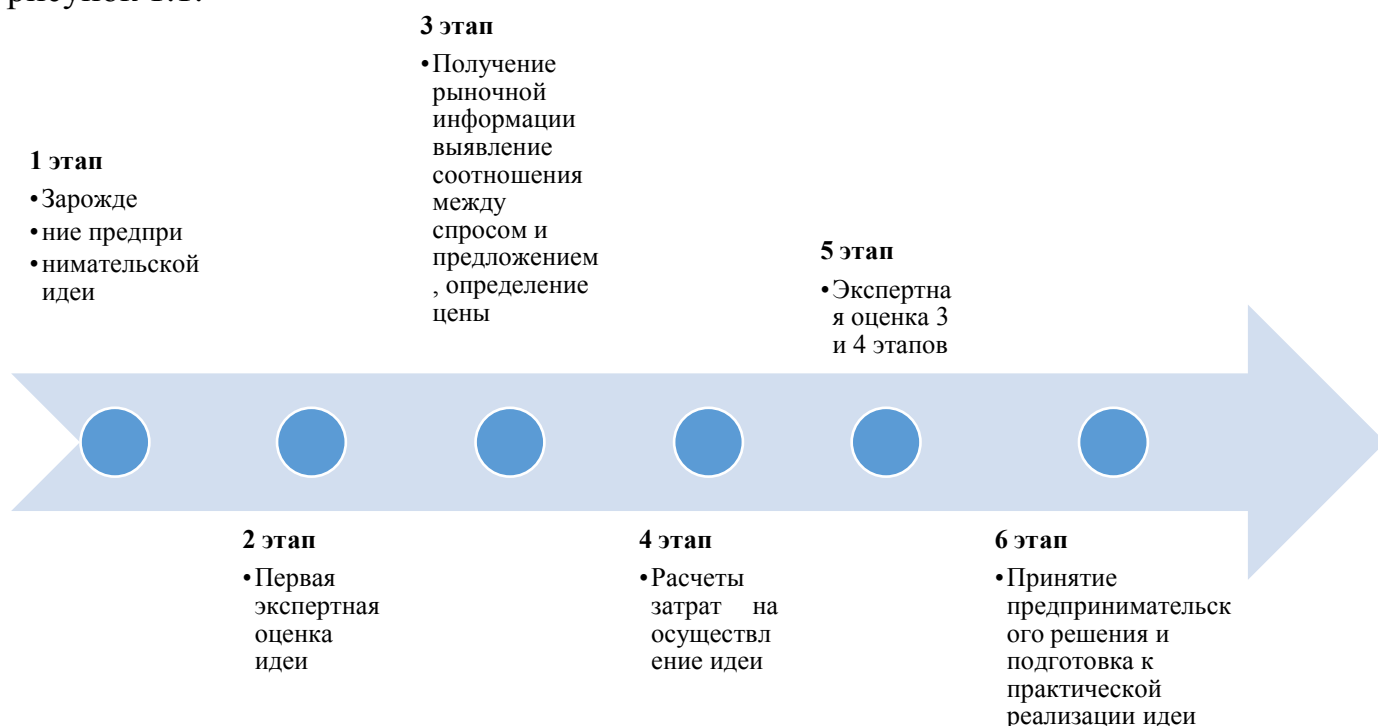 рисунок 1.1.
3 этап
•Получение
рыночной
информации
выявление
соотношения
между
спросом и
предложением
, определение
цены
1 этап
•Зарожде
•ние предпри
•нимательской
идеи
5 этап
•Экспертна
я оценка 3
и 4 этапов
2 этап
•Первая
экспертная
оценка
идеи
4 этап
•Расчеты
затрат на
осуществл
ение идеи
6 этап
•Принятие
предпринимательск
ого решения и
подготовка к
практической
реализации идеи